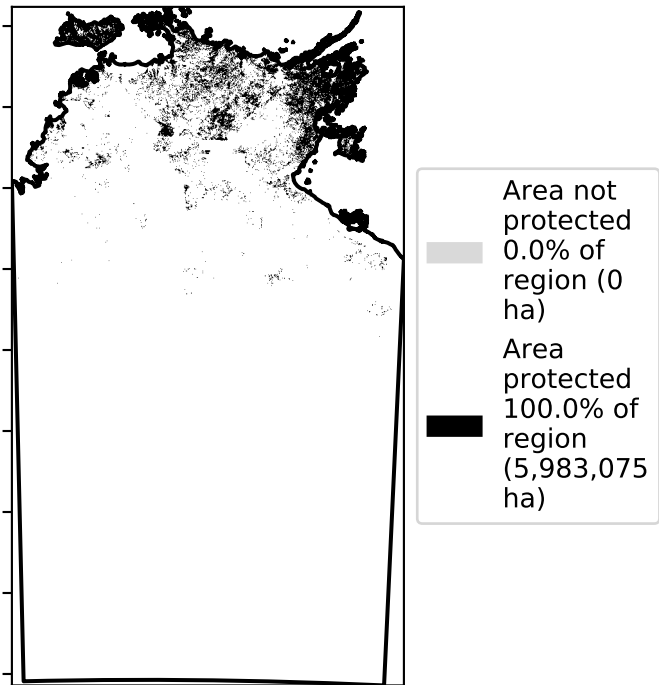 Area not
protected
0.0% of
region (0
ha)
Area
protected
100.0% of
region
(5,983,075
ha)